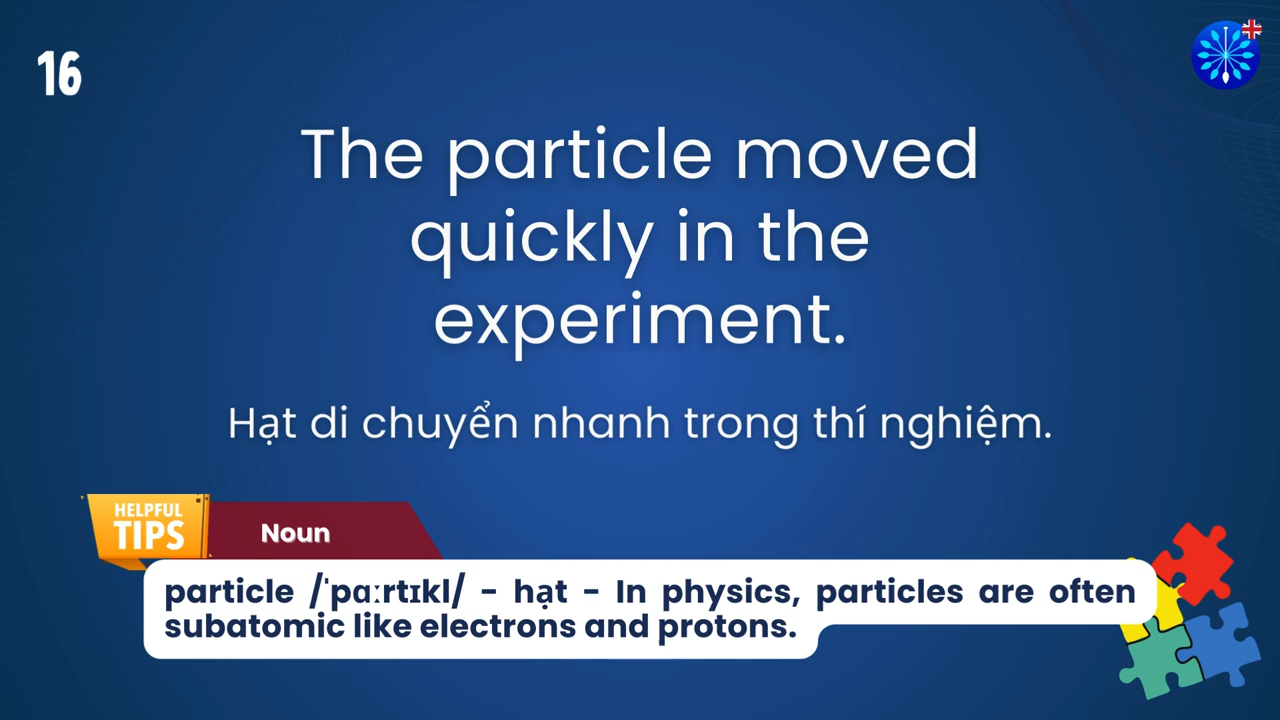 16
The particle moved
quickly in the
experiment.
Hạt di chuyển nhanh trong thí nghiệm.
HELPFUL
TIPS
Noun
particle /ˈpɑːrtɪkl/ - hạt - In physics, particles are often
subatomic like electrons and protons.